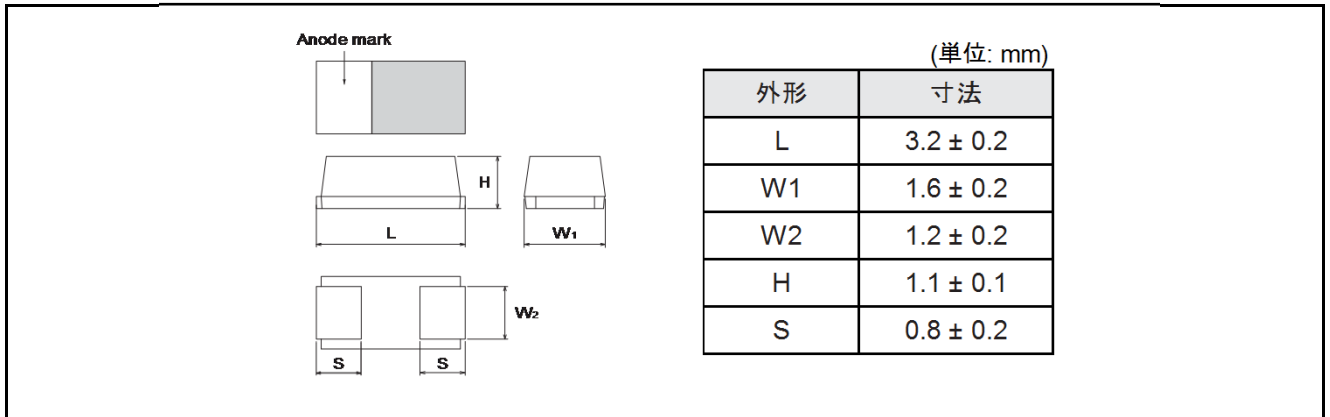 Anode mark
H
L
W₁
W₂
S S
(単位: mm)
外形 寸法
L 3.2 ± 0.2
W1 1.6 ± 0.2
W2 1.2 ± 0.2
H 1.1 ± 0.1
S 0.8 ± 0.2